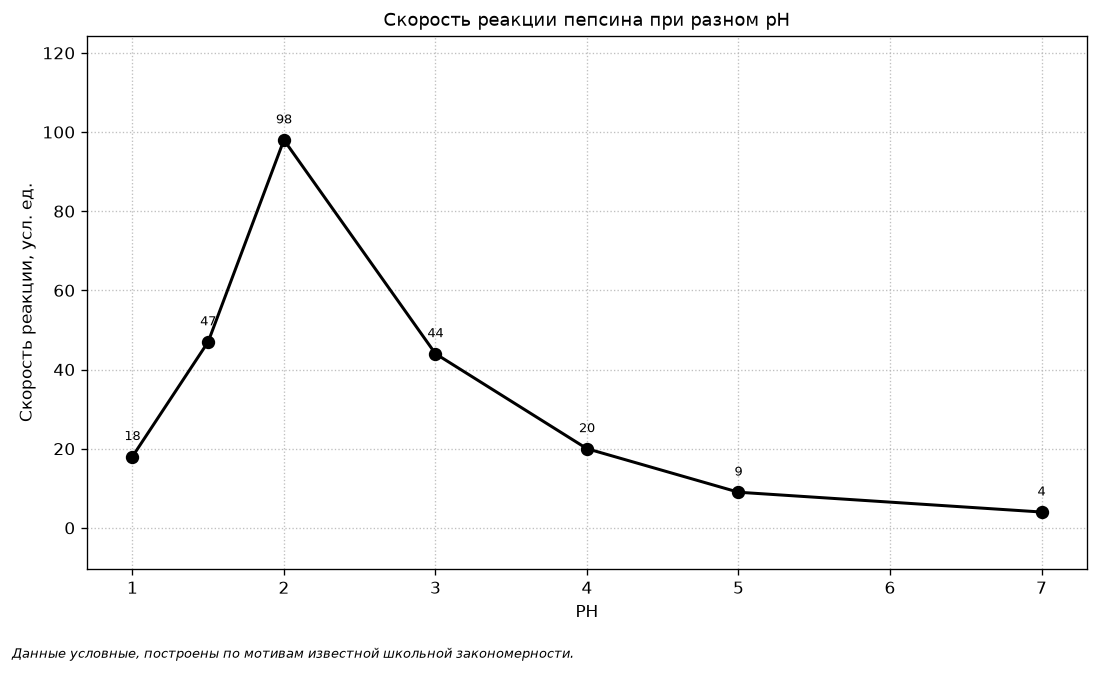 Скорость реакции пепсина при разном pH
Скорость реакции, усл. ед.
120
100
80
60
40
20
0
18
47
98
44
20
9
4
1 2 3 4 5 6 7
PH
Данные условные, построены по мотивам известной школьной закономерности.